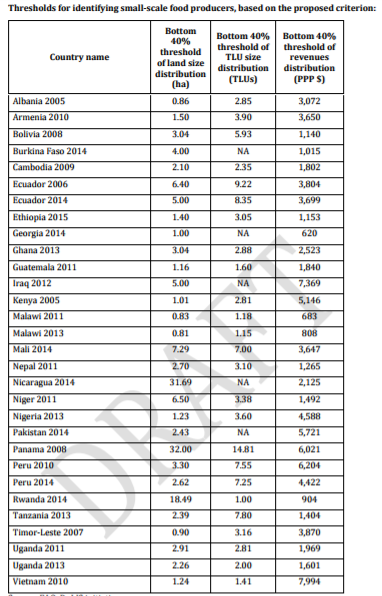 Thresholds for identifying small-scale food producers, based on the proposed criterion:
Country name
Bottom 40% threshold of land size distribution (ha)
Bottom 40% threshold of TLU size distribution (TLUs)
Bottom 40% threshold of revenues distribution (PPP $)
Albania 2005 0.86 2.85 3,072
Armenia 2010 1.50 3.90 3,650
Bolivia 2008 3.04 5.93 1,140
Burkina Faso 2014 4.00 NA 1,015
Cambodia 2009 2.10 2.35 1,802
Ecuador 2006 6.40 9.22 3,804
Ecuador 2014 5.00 8.35 3,699
Ethiopia 2015 1.40 3.05 1,153
Georgia 2014 1.00 NA 620
Ghana 2013 3.04 2.88 2,523
Guatemala 2011 1.16 1.60 1,840
Iraq 2012 5.00 NA 7,369
Kenya 2005 1.01 2.81 5,146
Malawi 2011 0.83 1.18 683
Malawi 2013 0.81 1.15 808
Mali 2014 7.29 7.00 3,647
Nepal 2011 2.70 3.10 1,265
Nicaragua 2014 31.69 NA 2,125
Niger 2011 6.50 3.38 1,492
Nigeria 2013 1.23 3.60 4,588
Pakistan 2014 2.43 NA 5,721
Panama 2008 32.00 14.81 6,021
Peru 2010 3.30 7.55 6,204
Peru 2014 2.62 7.25 4,422
Rwanda 2014 18.49 1.00 904
Tanzania 2013 2.39 7.80 1,404
Timor-Leste 2007 0.90 3.16 3,870
Uganda 2011 2.91 2.81 1,969
Uganda 2013 2.26 2.00 1,601
Vietnam 2010 1.24 1.41 7,994
DRAFT